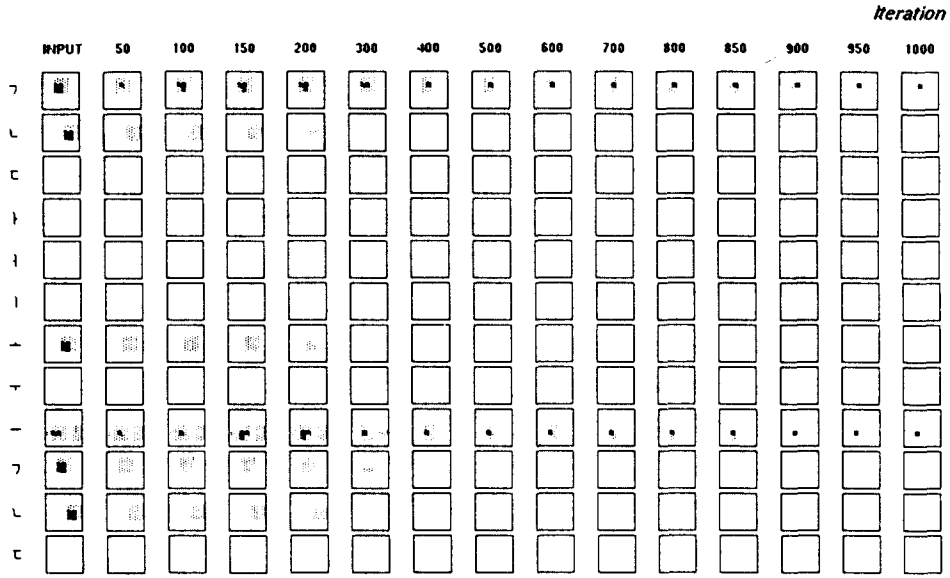 Iteration
INPUT 50 100 150 200 300 400 500 600 700 800 850 900 950 1000
ㄱ
ㄴ
ㄷ
ㅏ
ㅓ
ㅣ
ㅗ
ㅜ
ㅡ
ㄱ
ㄴ
ㄷ